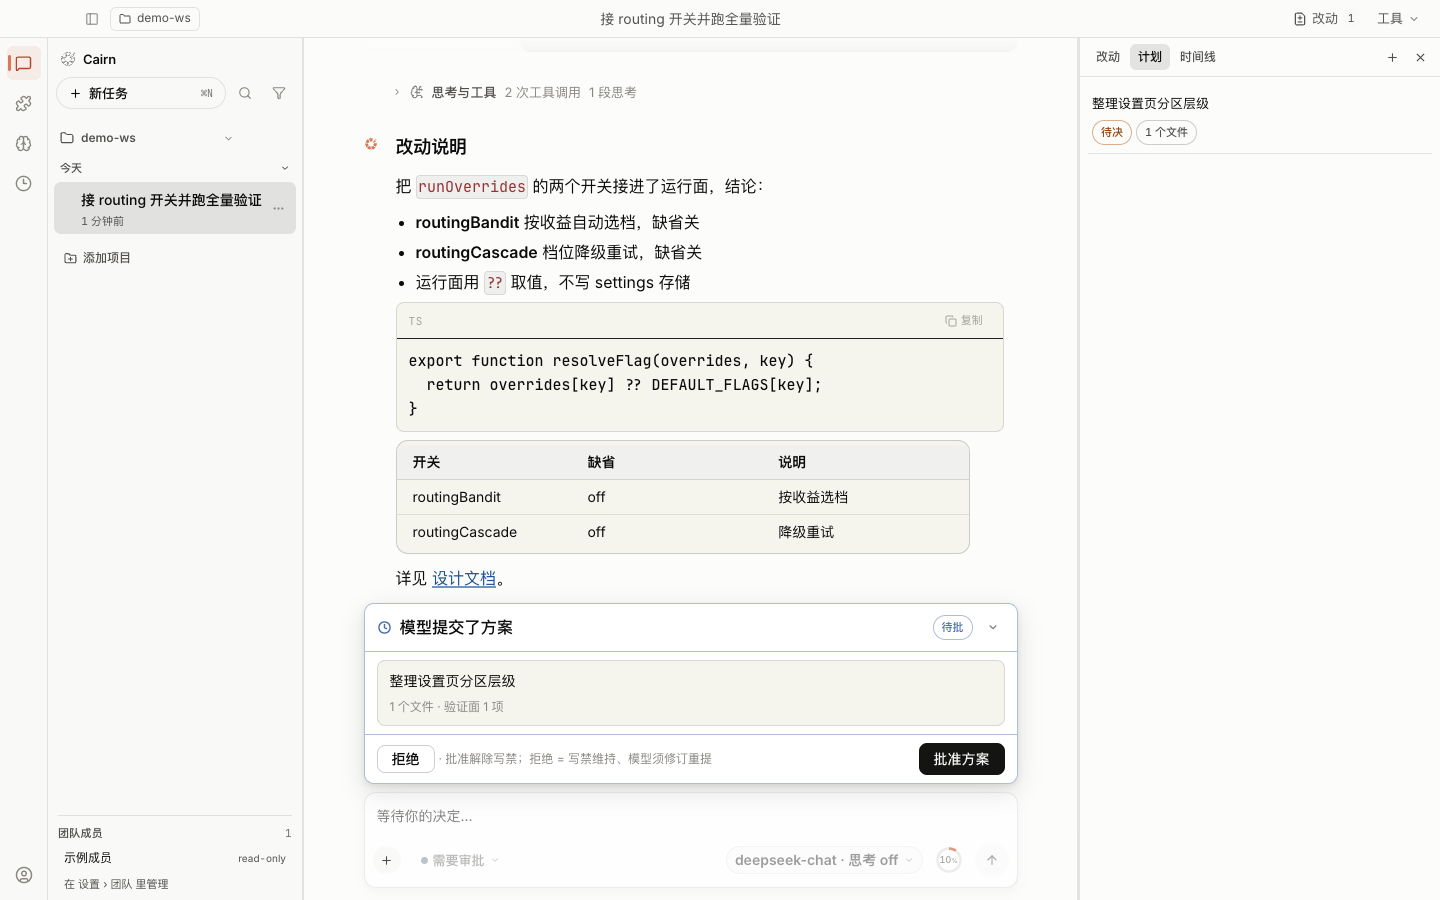 demo-ws
接 routing 开关并跑全量验证
改动 1
工具
Cairn
新任务 ⌘N
demo-ws
今天
接 routing 开关并跑全量验证
1 分钟前
添加项目
团队成员 1
示例成员 read-only
在 设置 › 团队 里管理
思考与工具 2 次工具调用 1 段思考
改动说明
把 runOverrides 的两个开关接进了运行面，结论：
• routingBandit 按收益自动选档，缺省关
• routingCascade 档位降级重试，缺省关
• 运行面用 ?? 取值，不写 settings 存储
TS 复制
export function resolveFlag(overrides, key) {
  return overrides[key] ?? DEFAULT_FLAGS[key];
}
开关 缺省 说明
routingBandit off 按收益选档
routingCascade off 降级重试
详见 设计文档。
模型提交了方案 待批
整理设置页分区层级
1 个文件 · 验证面 1 项
拒绝 · 批准解除写禁；拒绝 = 写禁维持、模型须修订重提 批准方案
等待你的决定...
需要审批 deepseek-chat · 思考 off 10%
改动 计划 时间线
整理设置页分区层级
待决 1 个文件